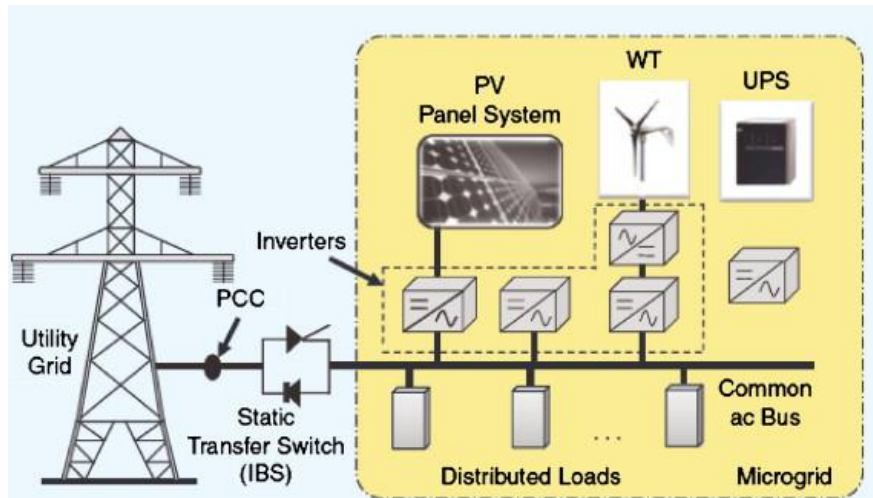 WT
PV
Panel System
UPS
Inverters
PCC
Utility
Grid
Static
Transfer Switch
(IBS)
Common
ac Bus
...
Distributed Loads
Microgrid